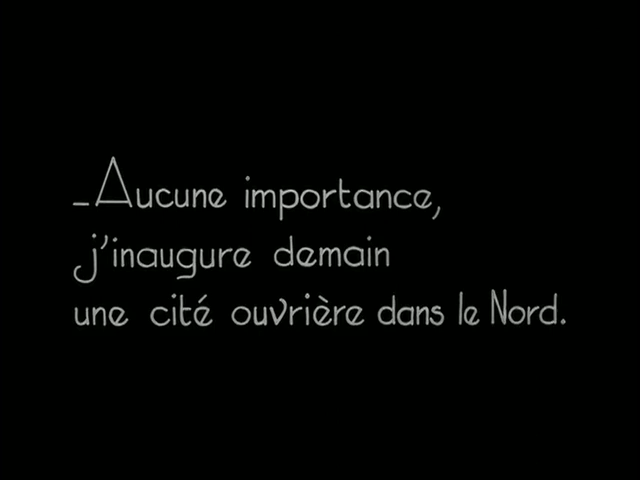 –Aucune importance,
j'inaugure demain
une cité ouvrière dans le Nord.